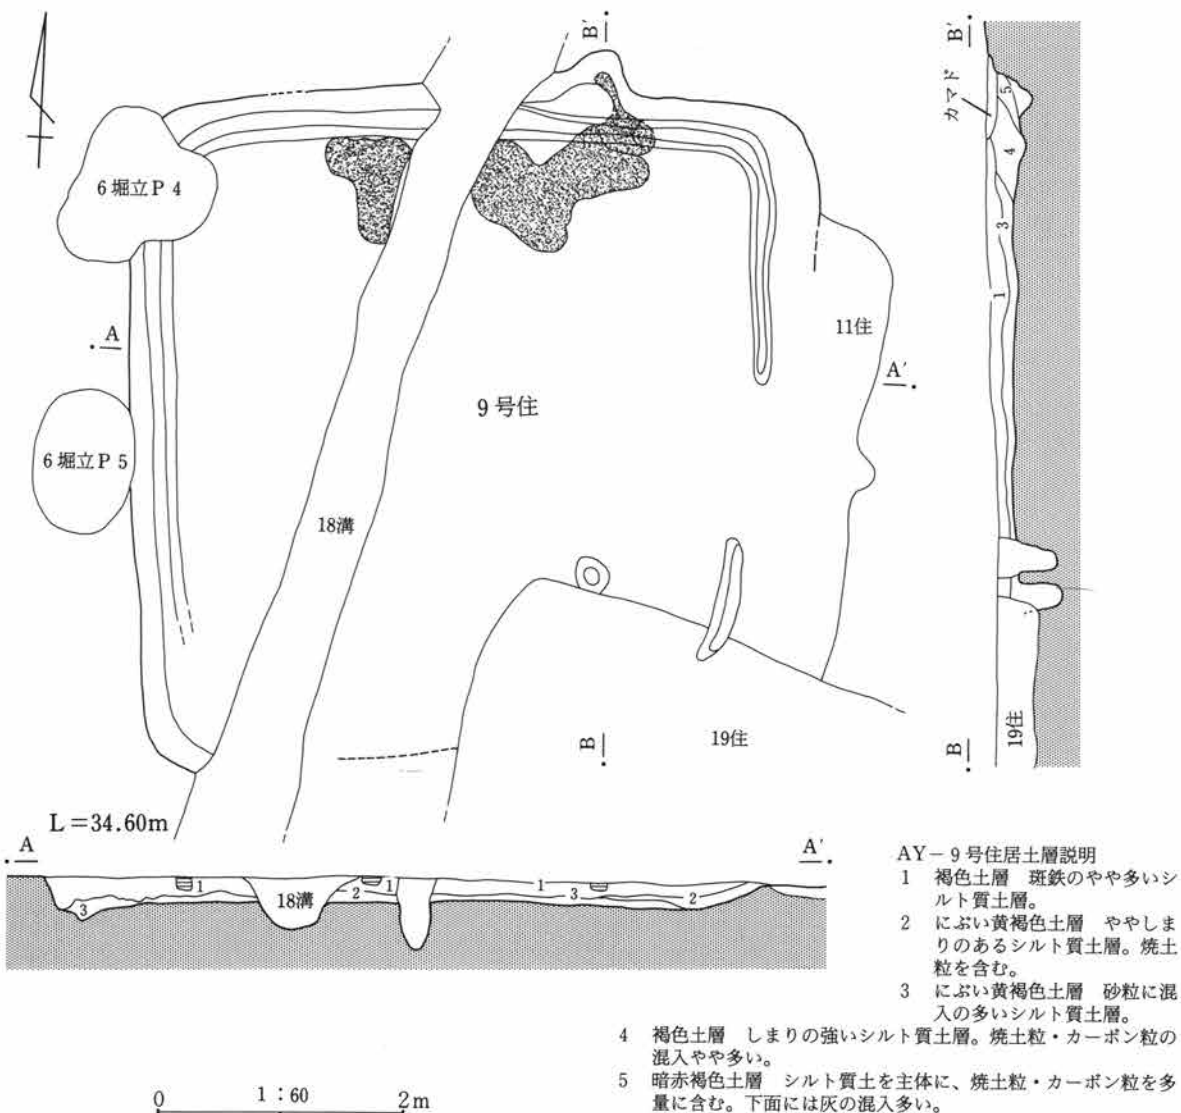 B'
B'
カマド
5
4
3
1
6堀立P4
A
11住
A'
9号住
6堀立P5
18溝
B
19住
B
19住
L=34.60m
A
A'
1
1
1
18溝
2
3
3
2
AY-9号住居土層説明
1 褐色土層 斑鉄のやや多いシ
ルト質土層。
2 にぶい黄褐色土層 ややしま
りのあるシルト質土層。焼土
粒を含む。
3 にぶい黄褐色土層 砂粒に混
入の多いシルト質土層。
4 褐色土層 しまりの強いシルト質土層。焼土粒・カーボン粒の
混入やや多い。
5 暗赤褐色土層 シルト質土を主体に、焼土粒・カーボン粒を多
量に含む。下面には灰の混入多い。
0 1:60 2m